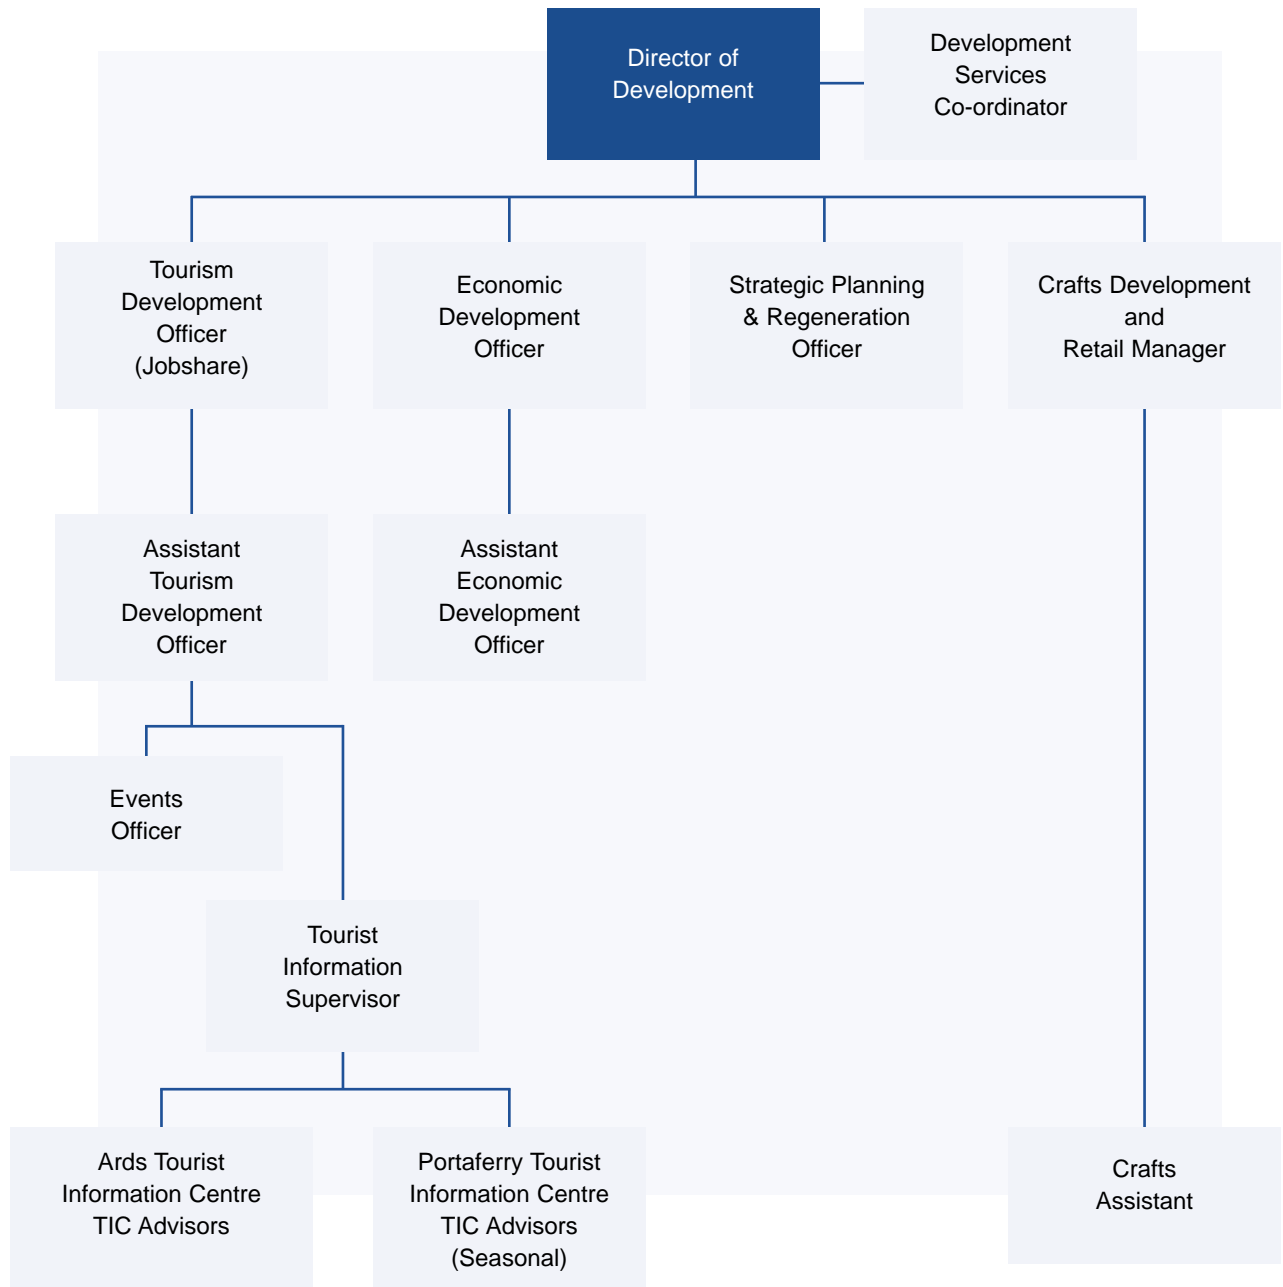 Director of
Development
Development
Services
Co-ordinator
Tourism
Development
Officer
(Jobshare)
Economic
Development
Officer
Strategic Planning
& Regeneration
Officer
Crafts Development
and
Retail Manager
Assistant
Tourism
Development
Officer
Assistant
Economic
Development
Officer
Events
Officer
Tourist
Information
Supervisor
Ards Tourist
Information Centre
TIC Advisors
Portaferry Tourist
Information Centre
TIC Advisors
(Seasonal)
Crafts
Assistant